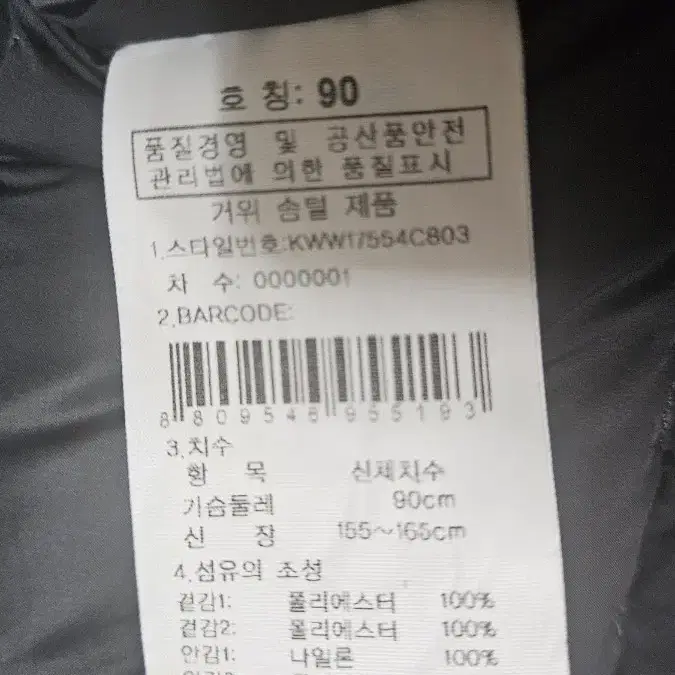 호 칭: 90
품질경영 및 공산품안전
관리법에 의한 품질표시
거위 솜털 제품
1.스타일번호:KWW17554C803
차 수: 0000001
2.BARCODE:
8809546955193
3.치수
항 목 신체치수
가슴둘레 90cm
신 장 155~165cm
4.섬유의 조성
겉감1: 폴리에스터 100%
겉감2: 폴리에스터 100%
안감1: 나일론 100%